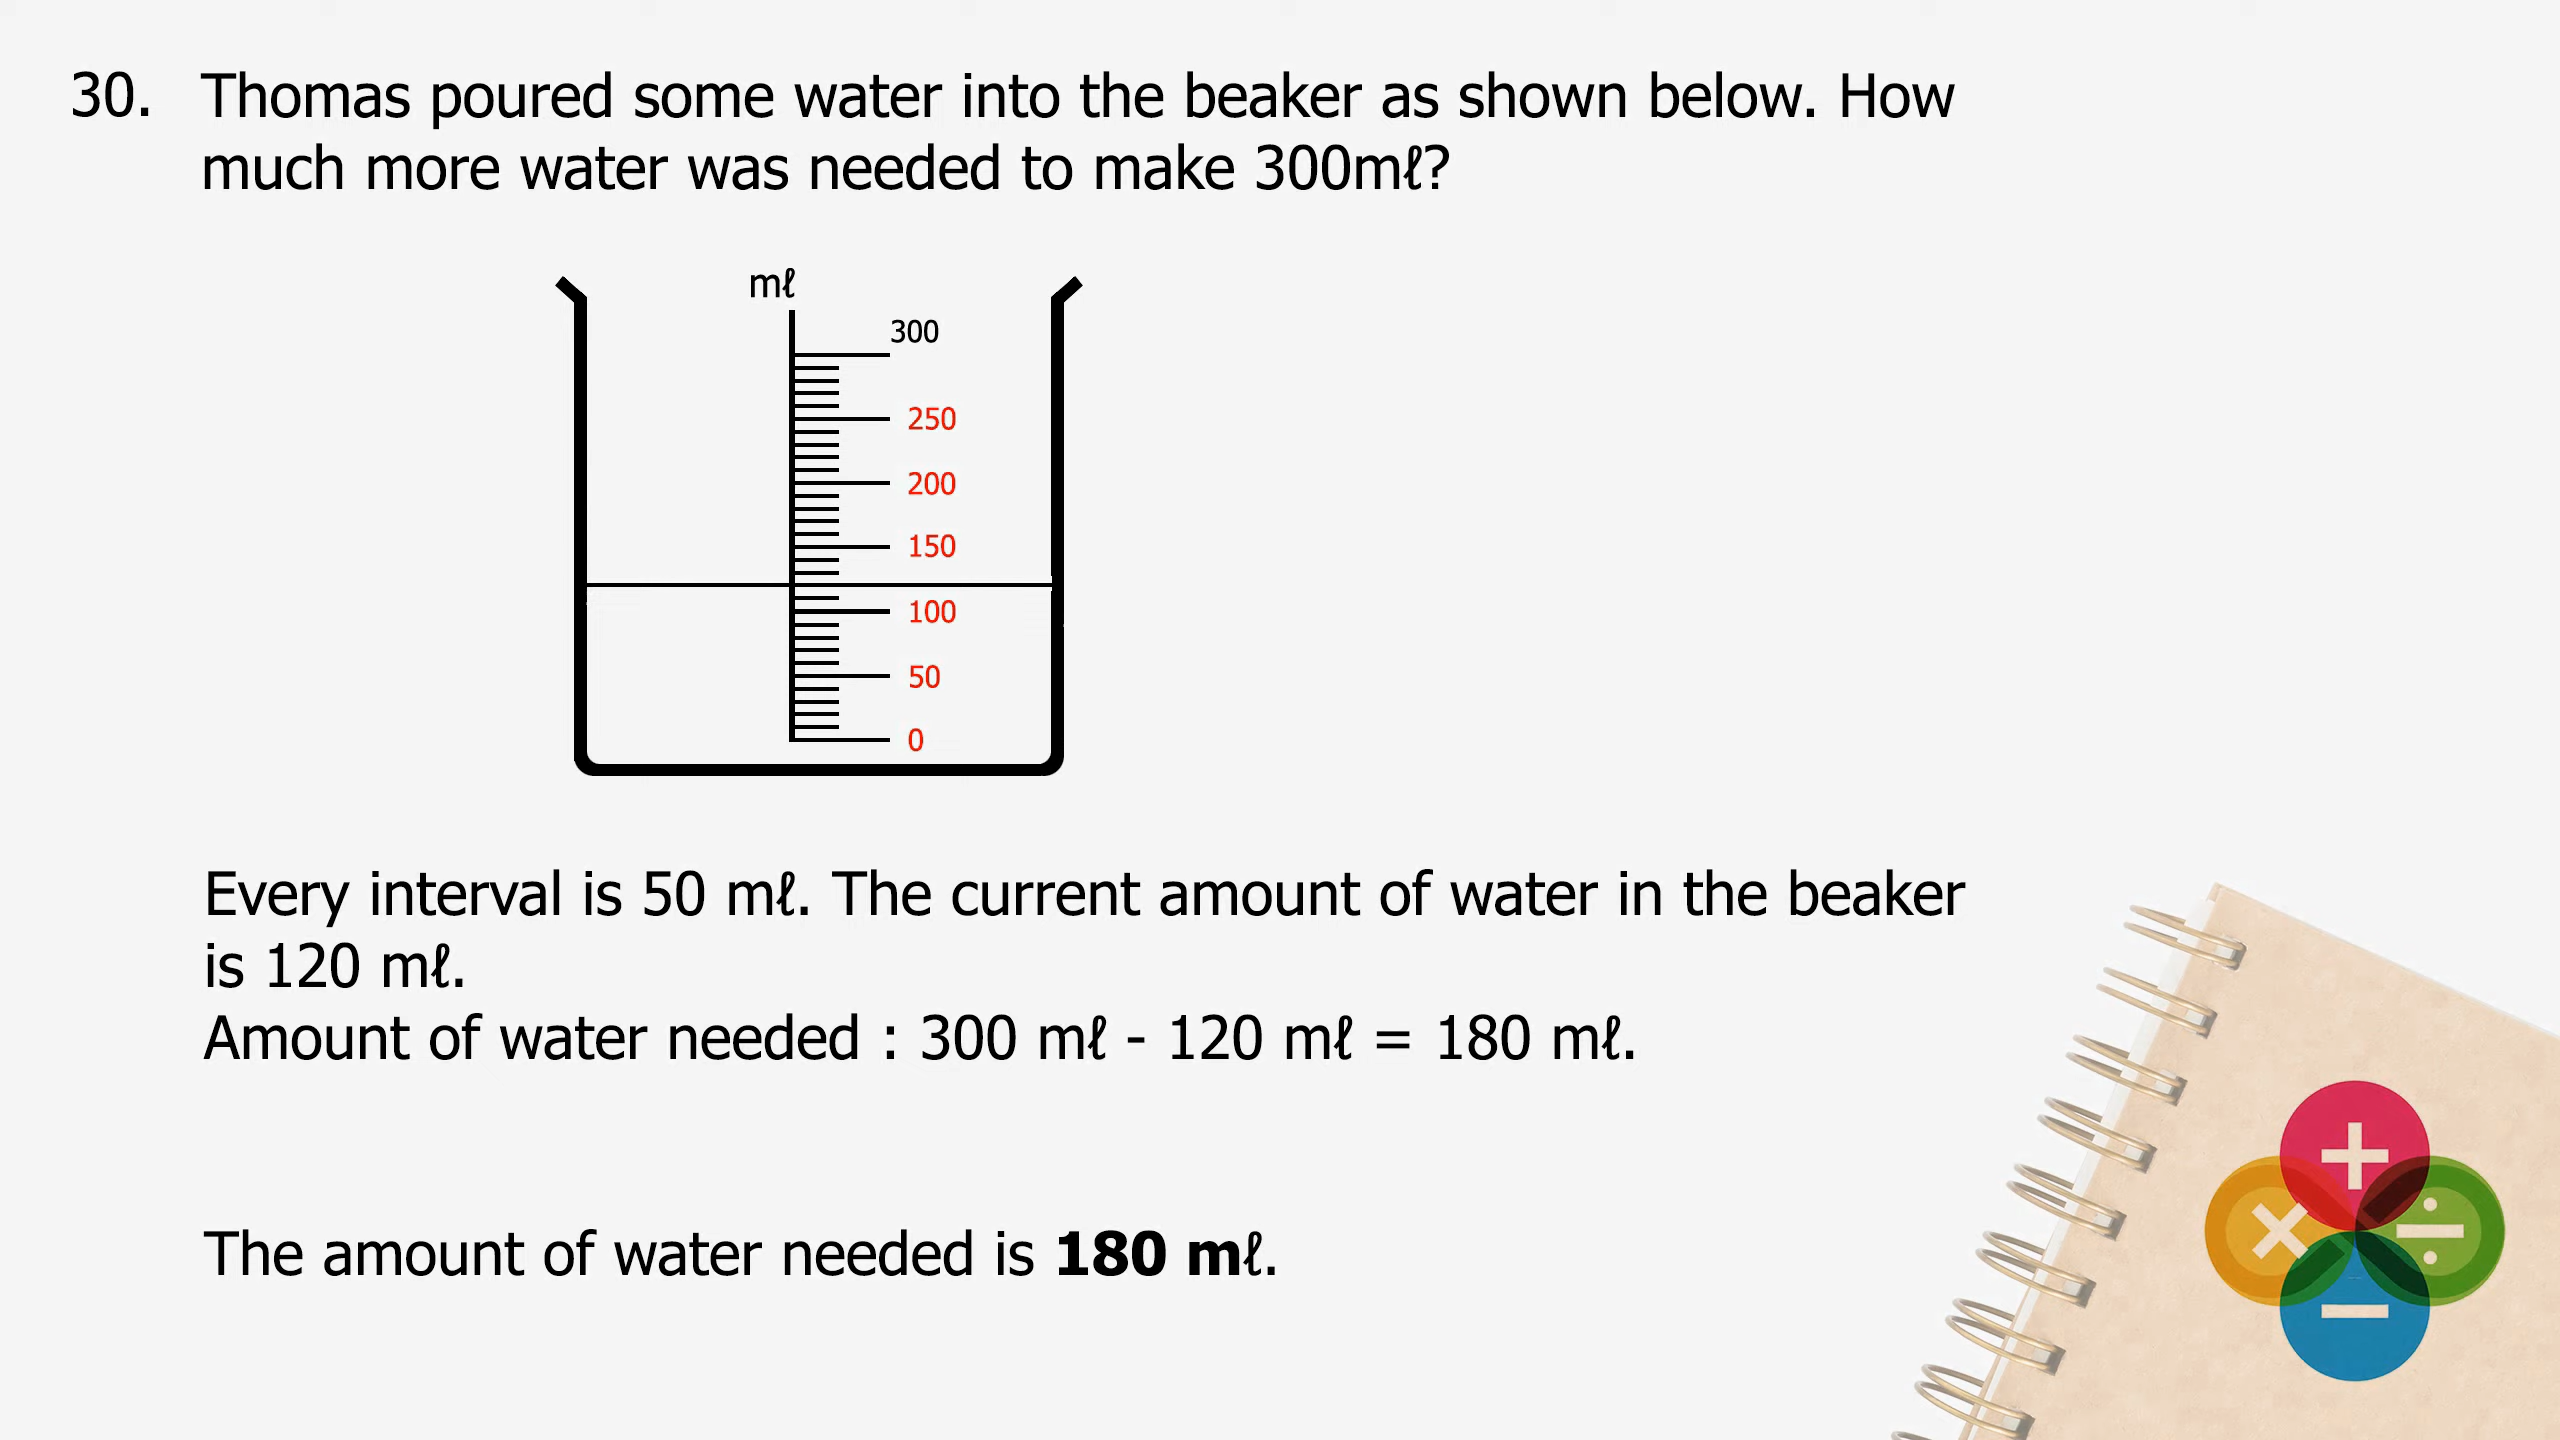 30. Thomas poured some water into the beaker as shown below. How
much more water was needed to make 300mℓ?
mℓ
300
250
200
150
100
50
0
Every interval is 50 mℓ. The current amount of water in the beaker
is 120 mℓ.
Amount of water needed : 300 mℓ - 120 mℓ = 180 mℓ.
The amount of water needed is 180 mℓ.
+
× ÷
−